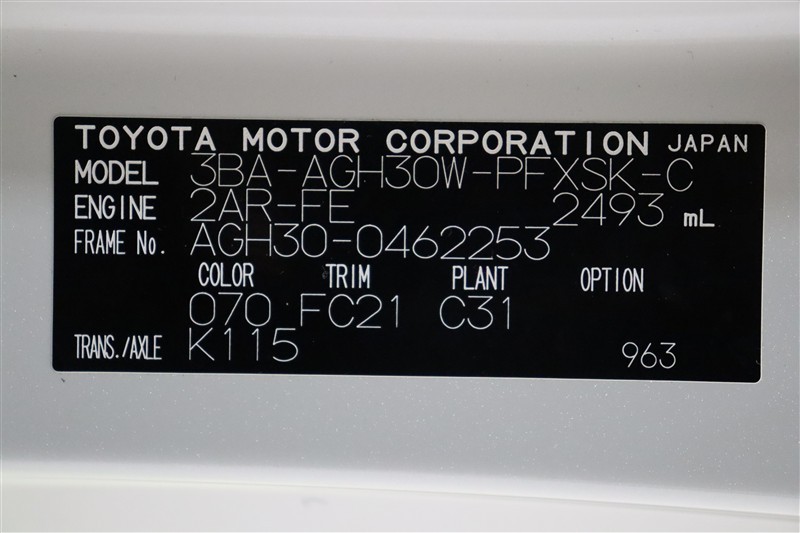 TOYOTA MOTOR CORPORATION JAPAN
MODEL 3BA-AGH30W-PFXSK-C
ENGINE 2AR-FE 2493 mL
FRAME No. AGH30-0462253
COLOR TRIM PLANT OPTION
070 FC21 C31
TRANS./AXLE K115 963